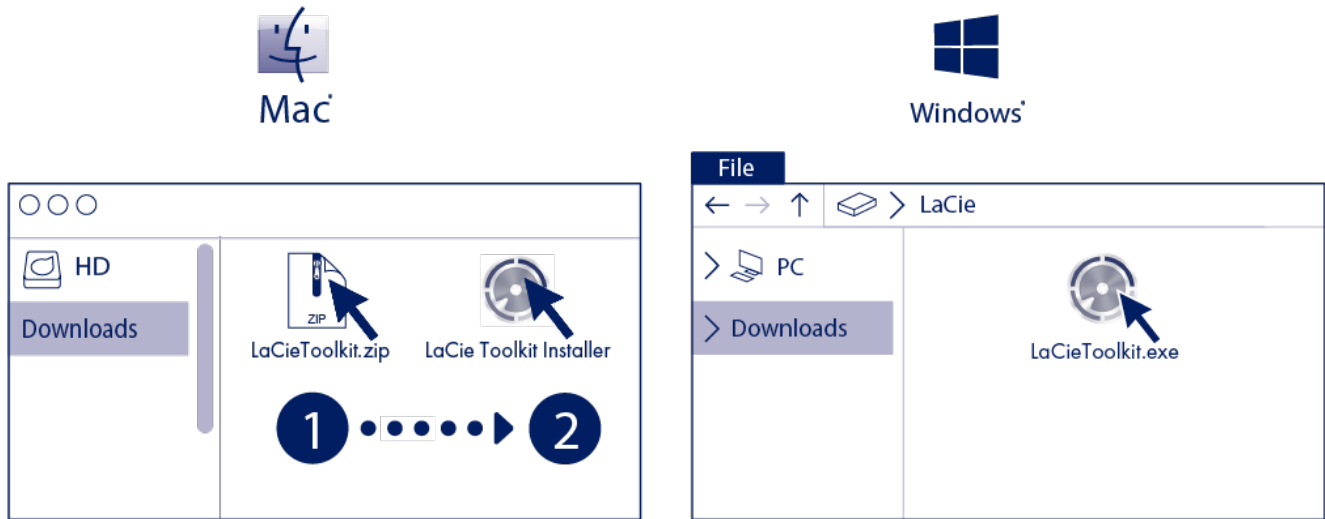 Mac
Windows
HD
Downloads
ZIP
LaCieToolkit.zip
LaCie Toolkit Installer
1
2
File
LaCie
PC
Downloads
LaCieToolkit.exe